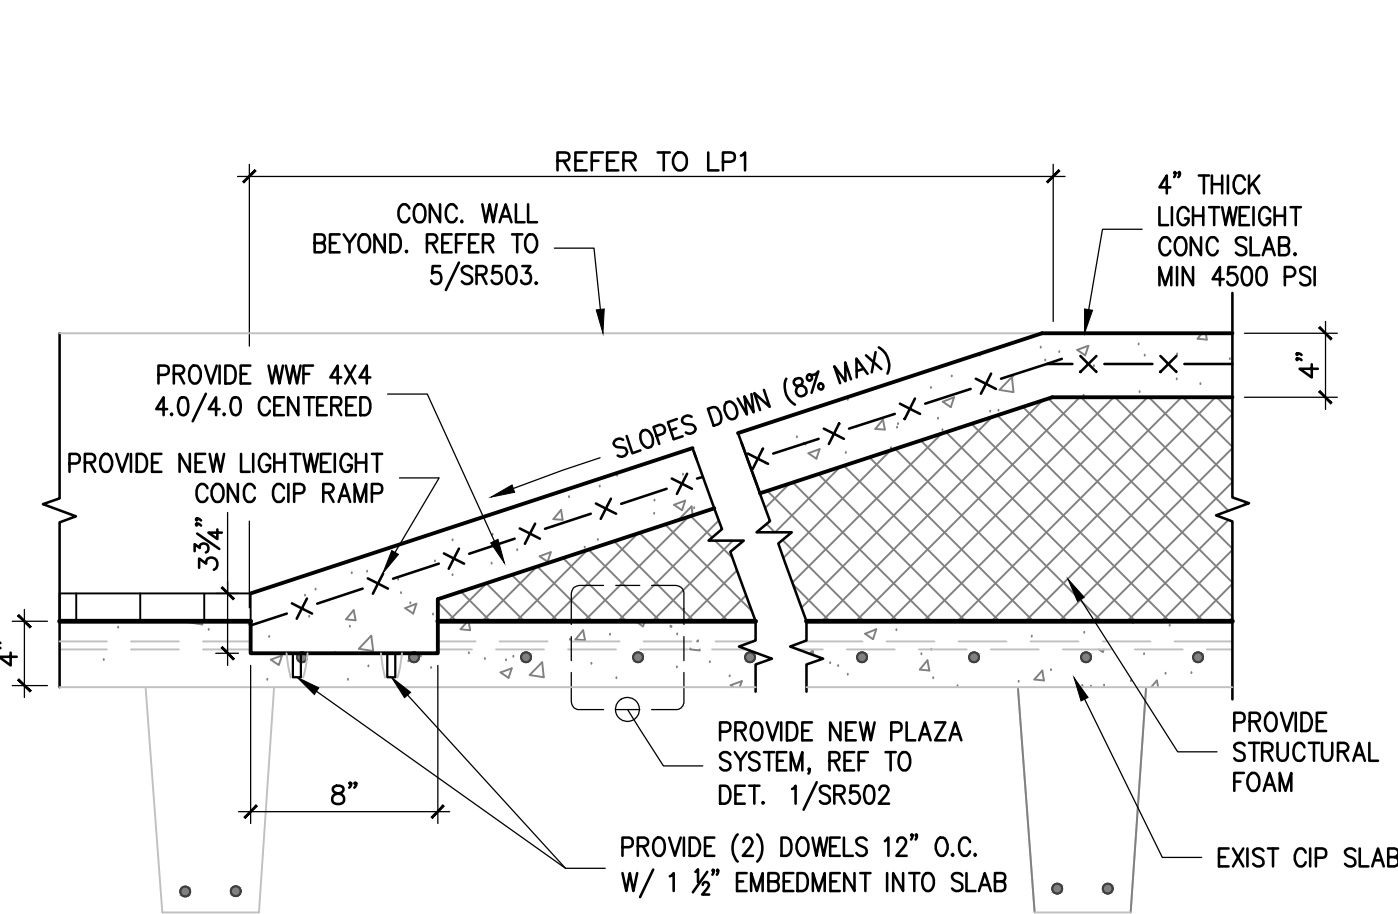 REFER TO LP1
4" THICK
LIGHTWEIGHT
CONC SLAB.
MIN 4500 PSI
CONC. WALL
BEYOND. REFER TO
5/SR503.
4"
PROVIDE WWF 4X4
4.0/4.0 CENTERED
SLOPES DOWN (8% MAX)
PROVIDE NEW LIGHTWEIGHT
CONC CIP RAMP
3¾"
4"
8"
PROVIDE NEW PLAZA
SYSTEM, REF TO
DET. 1/SR502
PROVIDE
STRUCTURAL
FOAM
PROVIDE (2) DOWELS 12" O.C.
W/ 1 ½" EMBEDMENT INTO SLAB
EXIST CIP SLAB